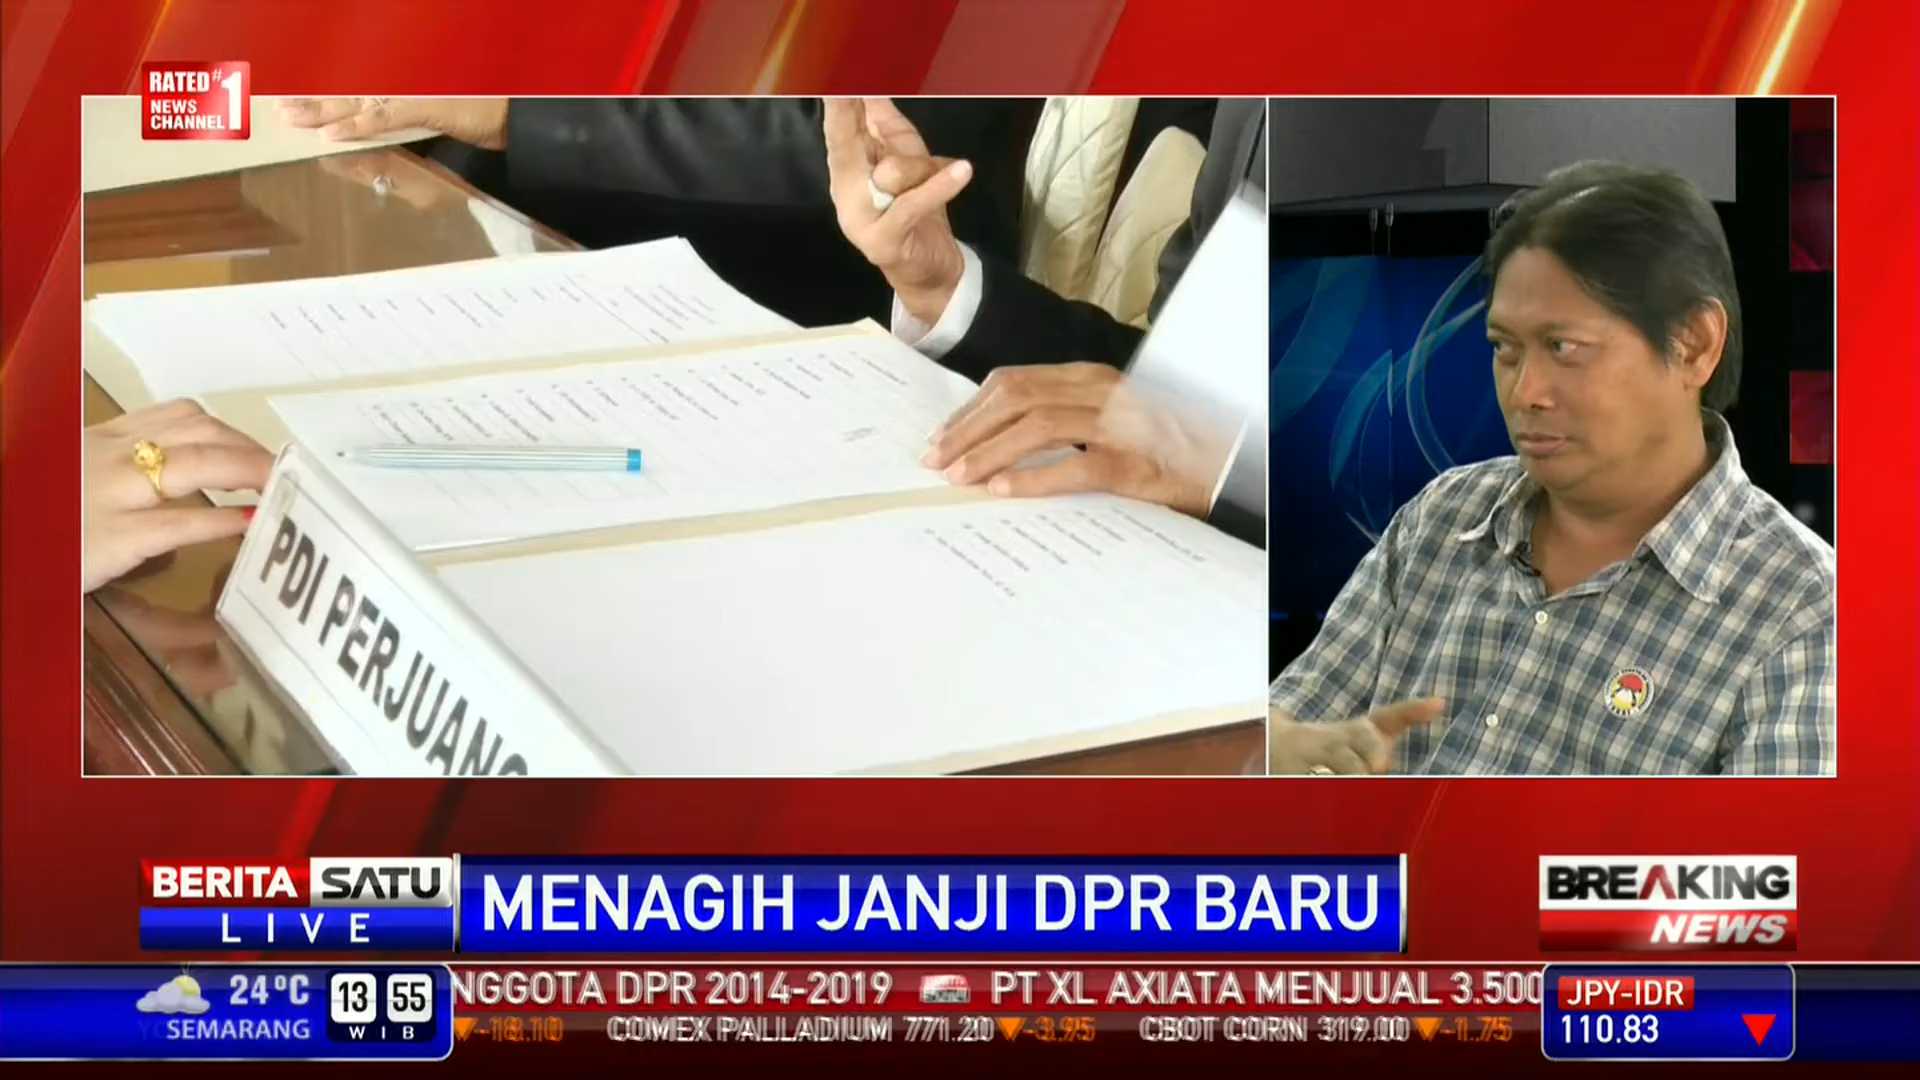 RATED #1
NEWS
CHANNEL
PDI PERJUANG
BERITA SATU
LIVE
MENAGIH JANJI DPR BARU
BREAKING
NEWS
24°C
SEMARANG
13 55
WIB
NGGOTA DPR 2014-2019 PT XL AXIATA MENJUAL 3.500
-18.10 COMEX PALLADIUM 771.20 -3.95 CBOT CORN 319.00 -1.75
JPY-IDR
110.83